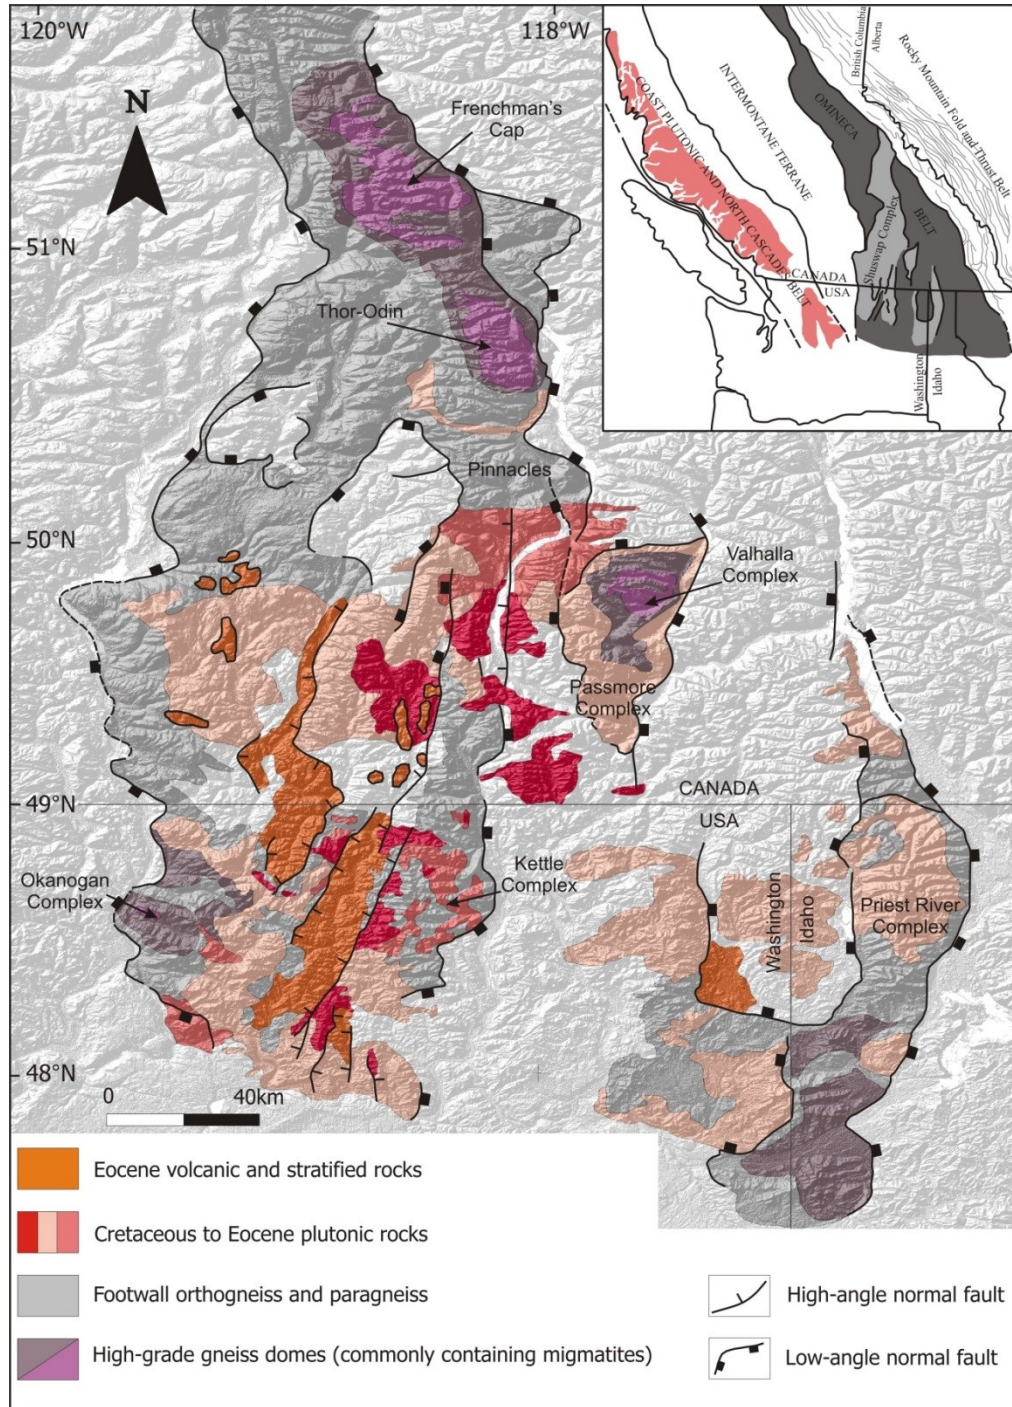 120°W
118°W
N
Frenchman's
Cap
51°N
Thor-Odin
Pinnacles
50°N
Valhalla
Complex
Passmore
Complex
49°N
CANADA
USA
Okanogan
Complex
Kettle
Complex
Washington
Idaho
Priest River
Complex
48°N
0
40km
British Columbia
Alberta
Rocky Mountain Fold and-Thrust Belt
INTERMONTANE TERRANE
OMINECA
BELT
COAST PLUTONIC AND NORTH CASCADE
BELT
Shuswap Complex
CANADA
USA
Washington
Idaho
Eocene volcanic and stratified rocks
Cretaceous to Eocene plutonic rocks
Footwall orthogneiss and paragneiss
High-grade gneiss domes (commonly containing migmatites)
High-angle normal fault
Low-angle normal fault